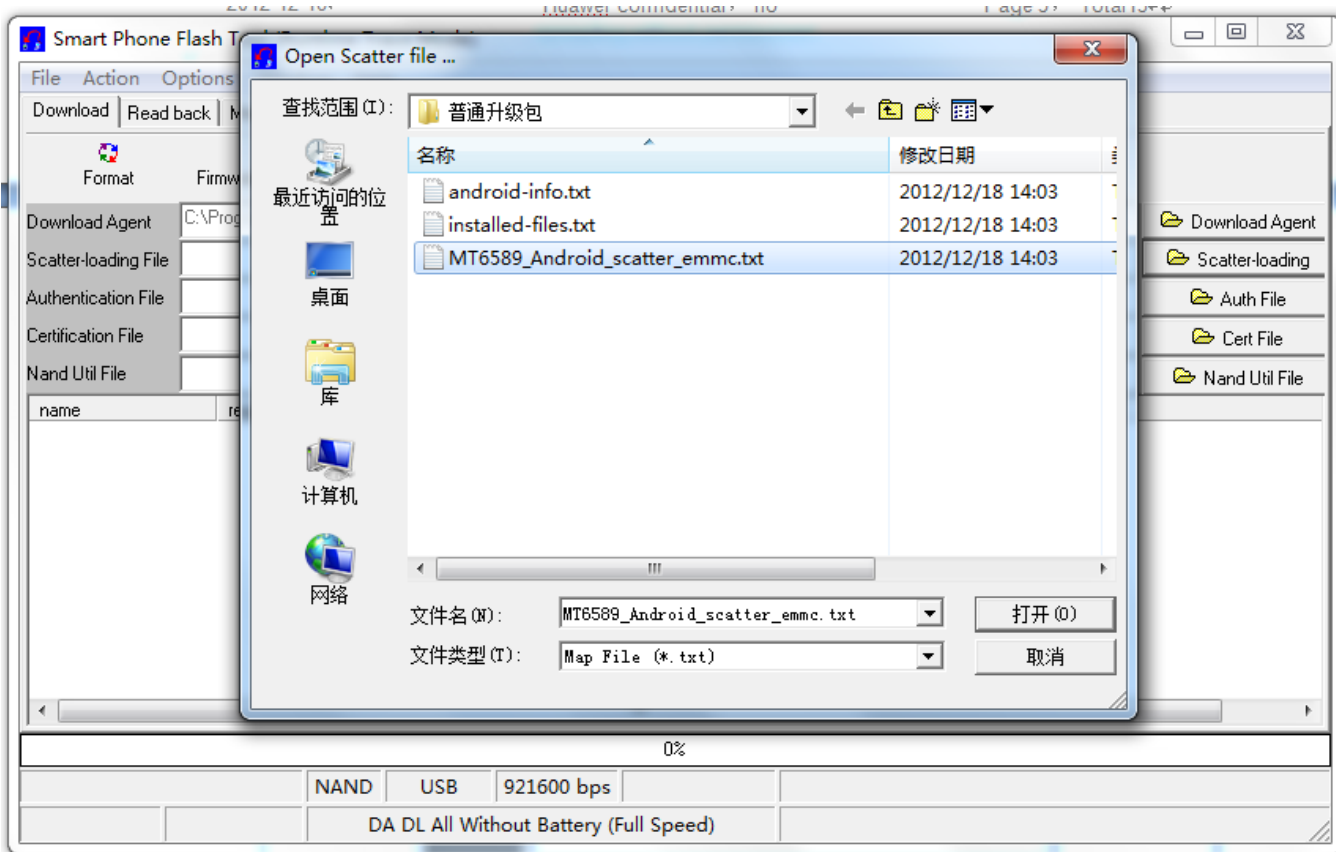 Huawei confidential, no
Smart Phone Flash T
Open Scatter file ...
File Action Options
查找范围(I):
普通升级包
Download
Read back
名称
修改日期
Format
最近访问的位置
android-info.txt
2012/12/18 14:03
Download Agent
C:\Prog
installed-files.txt
2012/12/18 14:03
Download Agent
Scatter-loading File
MT6589_Android_scatter_emmc.txt
2012/12/18 14:03
Scatter-loading
桌面
Authentication File
Auth File
Certification File
Cert File
Nand Util File
Nand Util File
库
name
计算机
网络
文件名(N):
MT6589_Android_scatter_emmc.txt
打开(O)
文件类型(T):
Map File (*.txt)
取消
0%
NAND
USB
921600 bps
DA DL All Without Battery (Full Speed)